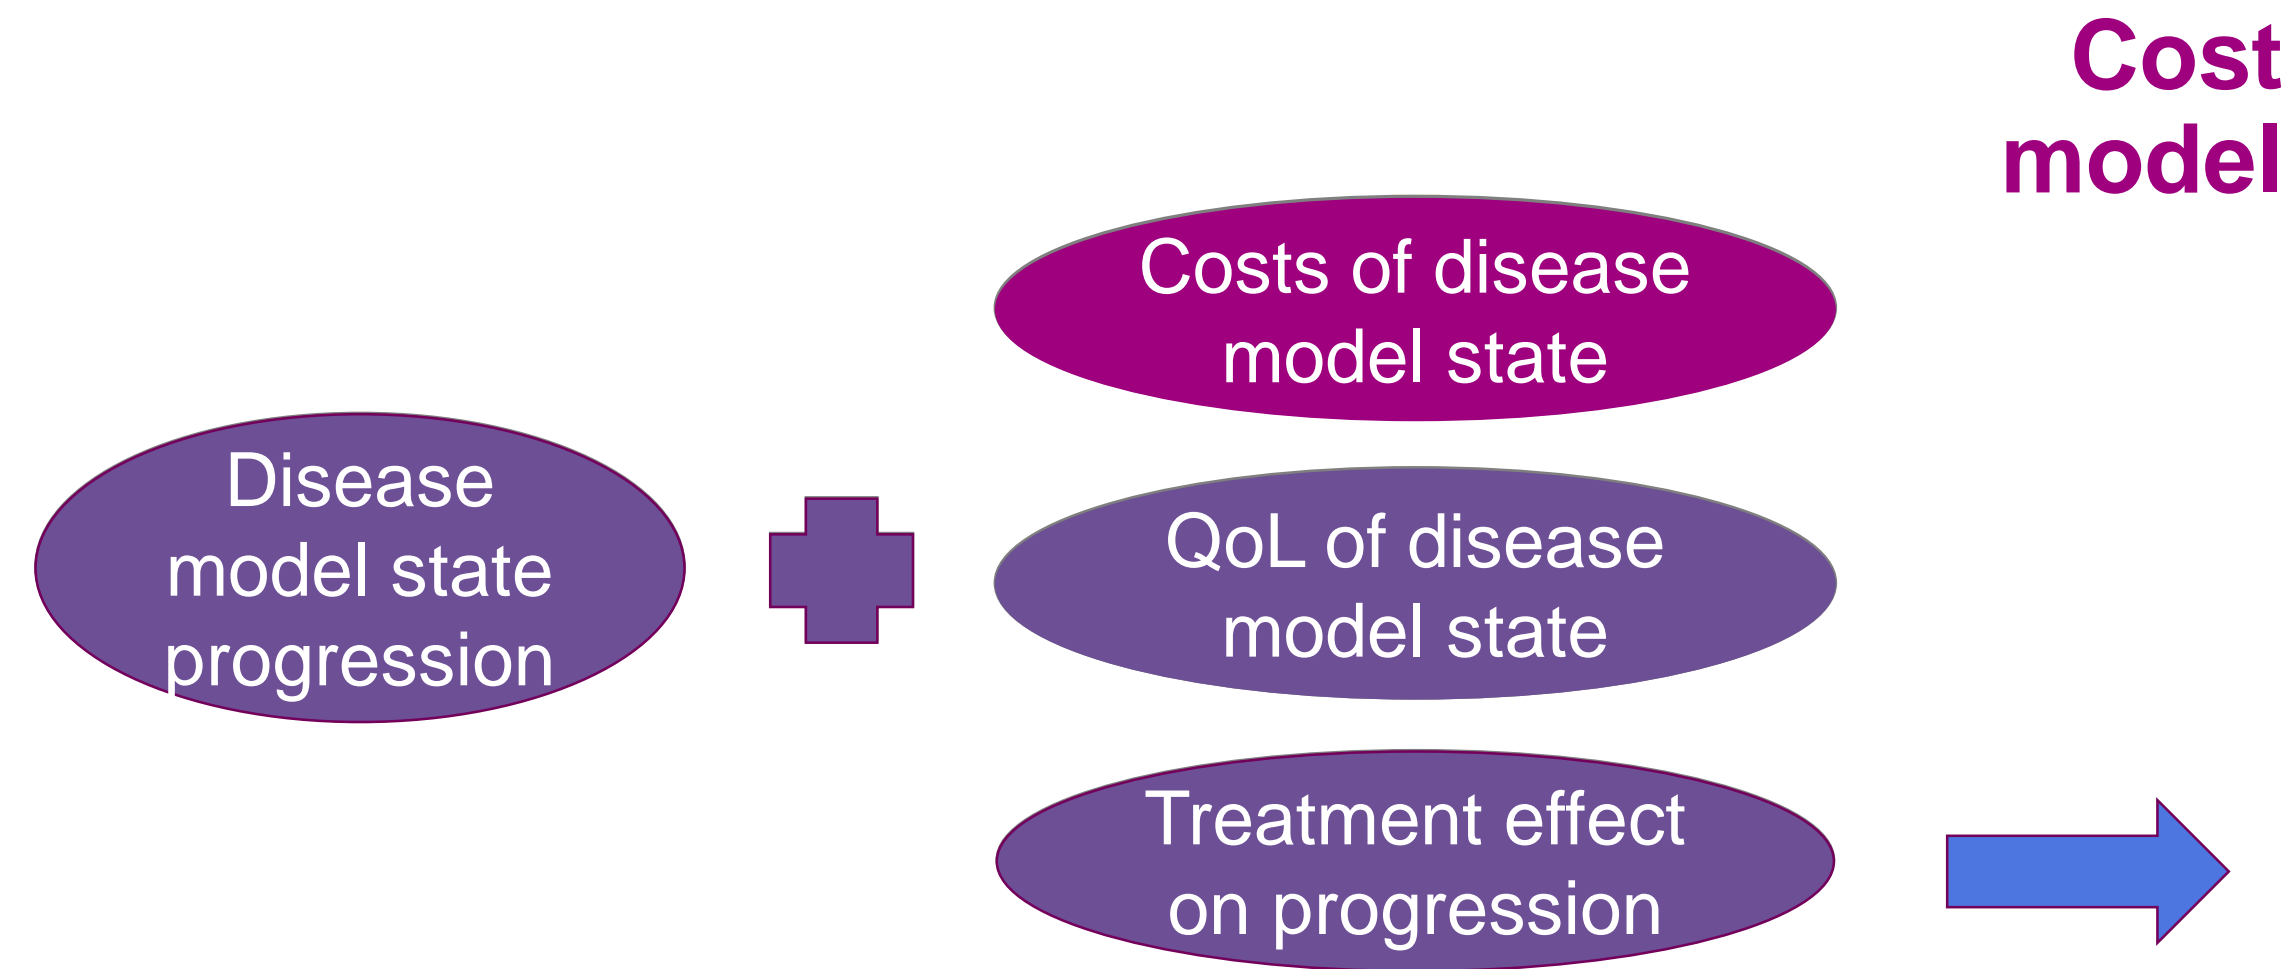 Cost
model
Costs of disease
model state
Disease
model state
progression
QoL of disease
model state
Treatment effect
on progression